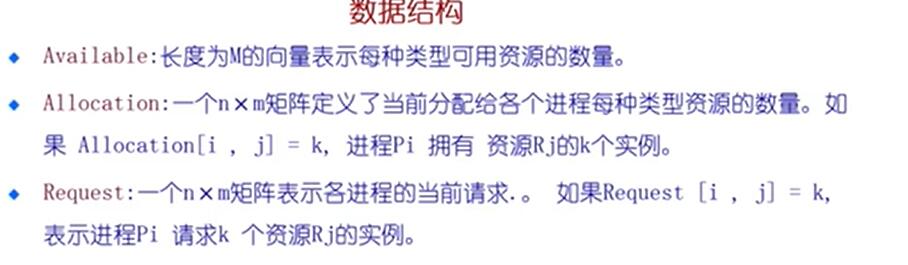 数据结构
Available:长度为M的向量表示每种类型可用资源的数量。
Allocation:一个n×m矩阵定义了当前分配给各个进程每种类型资源的数量。如
果 Allocation[i , j] = k, 进程Pi 拥有 资源Rj的k个实例。
Request:一个n×m矩阵表示各进程的当前请求.。 如果Request [i , j] = k,
表示进程Pi 请求k 个资源Rj的实例。